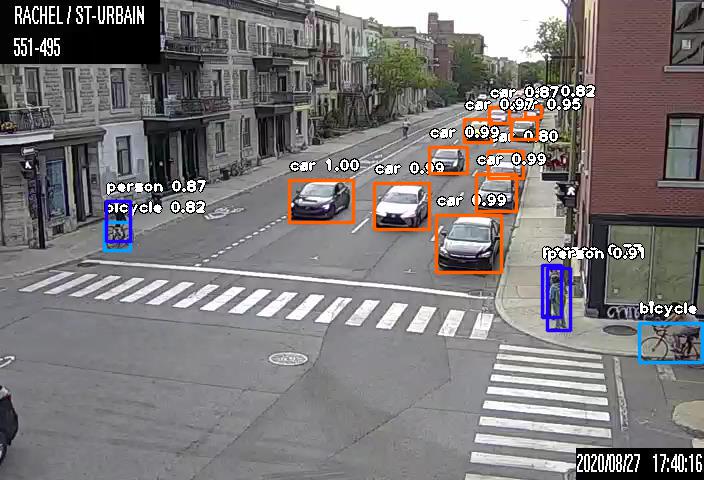 RACHEL / ST-URBAIN
551-495
car 0.87
0.82
car 0.97
0.95
car 0.99
0.80
car 1.00
car 0.99
car 0.99
car 0.99
person 0.87
bicycle 0.82
person 0.91
bicycle
2020/08/27 17:40:16